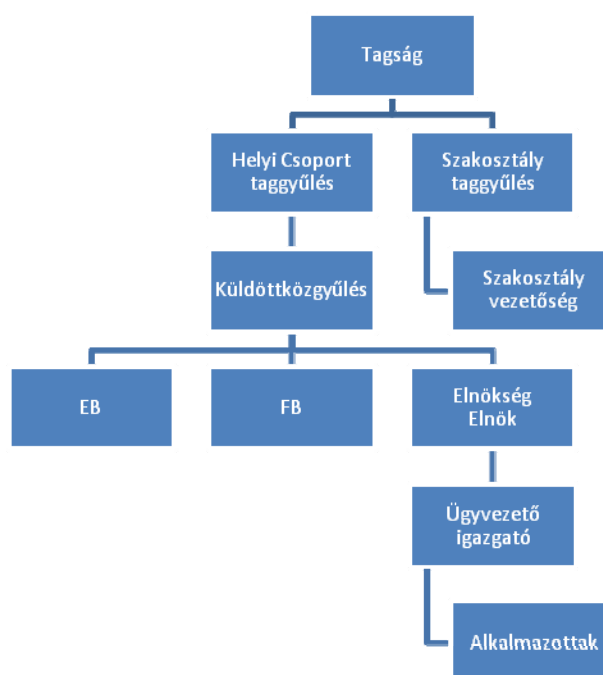 Tagság
Helyi Csoport
taggyűlés
Szakosztály
taggyűlés
Küldöttközgyűlés
Szakosztály
vezetőség
EB
FB
Elnökség
Elnök
Ügyvezető
igazgató
Alkalmazottak